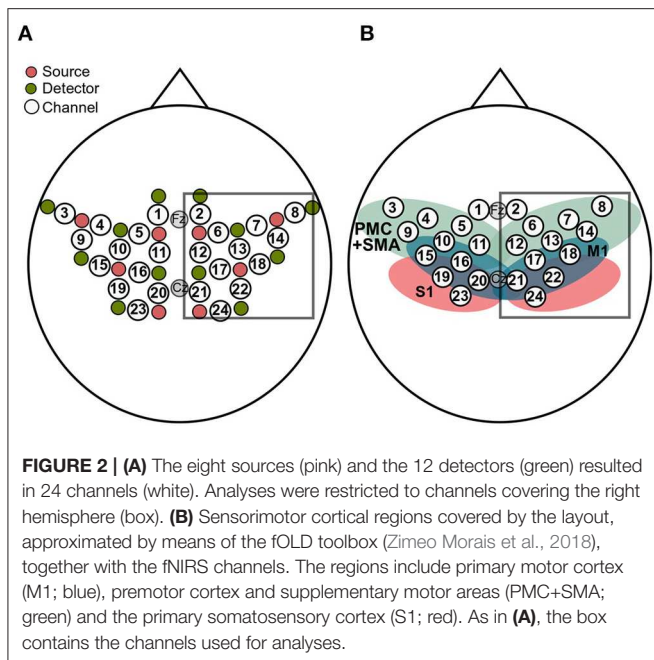 A
B
Source
Detector
Channel
1 Fz 2
3 4 5 6 7 8
9 10 11 12 13 14
15 16 17 18
19 20 Cz 21 22
23 24
3 1 Fz 2 8
4 5 6 7
PMC
+SMA
9 10 11 12 13 14
15 16 17 18 M1
19 20 Cz 21 22
S1
23 24
FIGURE 2 | (A) The eight sources (pink) and the 12 detectors (green) resulted
in 24 channels (white). Analyses were restricted to channels covering the right
hemisphere (box). (B) Sensorimotor cortical regions covered by the layout,
approximated by means of the fOLD toolbox (Zimeo Morais et al., 2018),
together with the fNIRS channels. The regions include primary motor cortex
(M1; blue), premotor cortex and supplementary motor areas (PMC+SMA;
green) and the primary somatosensory cortex (S1; red). As in (A), the box
contains the channels used for analyses.